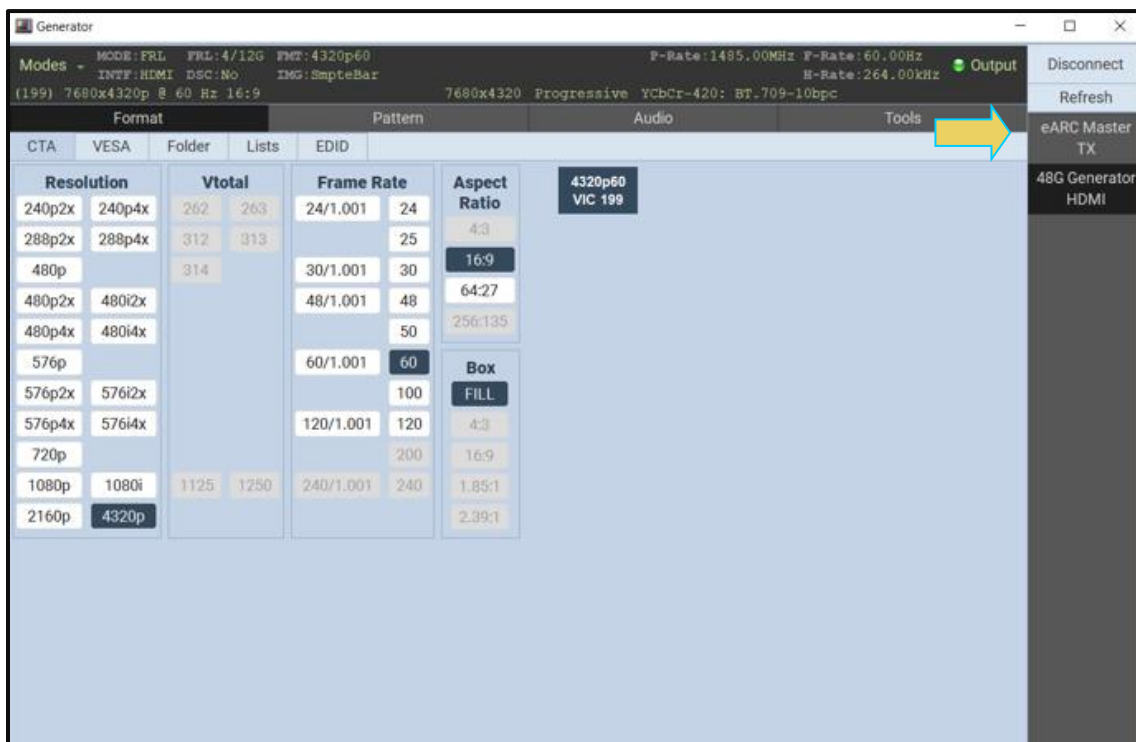 Generator
Modes
MODE:FRL FRL:4/12G FMT:4320p60
INTF:HDMI DSC:No IMG:SmpteBar
P-Rate:1485.00MHz F-Rate:60.00Hz
H-Rate:264.00kHz
Output
(199) 7680x4320p @ 60 Hz 16:9
7680x4320 Progressive YCbCr-420: BT.709-10bpc
Disconnect
Refresh
eARC Master
TX
48G Generator
HDMI
Format Pattern Audio Tools
CTA VESA Folder Lists EDID
Resolution
240p2x 240p4x
288p2x 288p4x
480p
480p2x 480i2x
480p4x 480i4x
576p
576p2x 576i2x
576p4x 576i4x
720p
1080p 1080i
2160p 4320p
Vtotal
262 263
312 313
314
1125 1250
Frame Rate
24/1.001 24
25
30/1.001 30
48/1.001 48
50
60/1.001 60
100
120/1.001 120
200
240/1.001 240
Aspect
Ratio
4:3
16:9
64:27
256:135
Box
FILL
4:3
16:9
1.85:1
2.39:1
4320p60
VIC 199